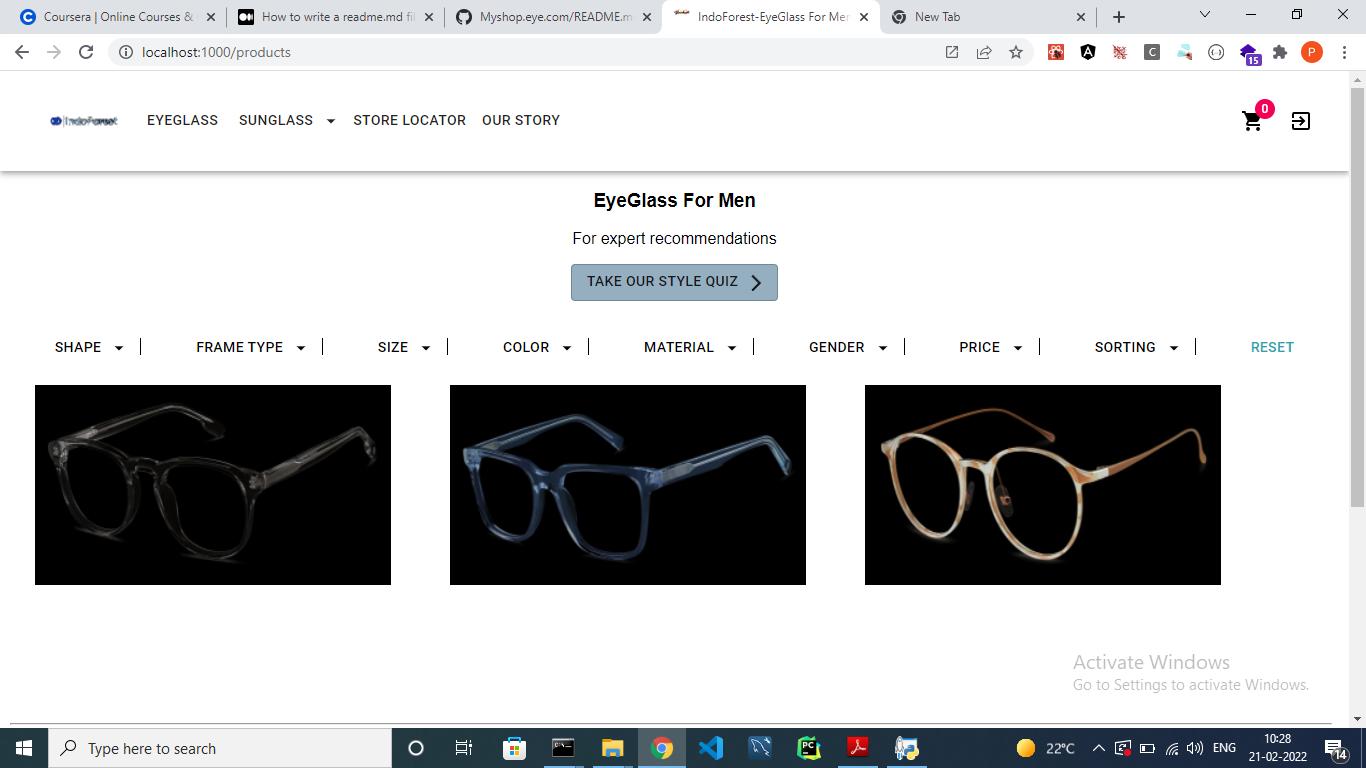 Coursera | Online Courses &
How to write a readme.md fil
Myshop.eye.com/README.m
IndoForest-EyeGlass For Men
New Tab
localhost:1000/products
C
15
P
IndoForest
EYEGLASS
SUNGLASS
STORE LOCATOR
OUR STORY
0
EyeGlass For Men
For expert recommendations
TAKE OUR STYLE QUIZ
SHAPE
FRAME TYPE
SIZE
COLOR
MATERIAL
GENDER
PRICE
SORTING
RESET
Activate Windows
Go to Settings to activate Windows.
Type here to search
PC
22°C
ENG
10:28
21-02-2022
14